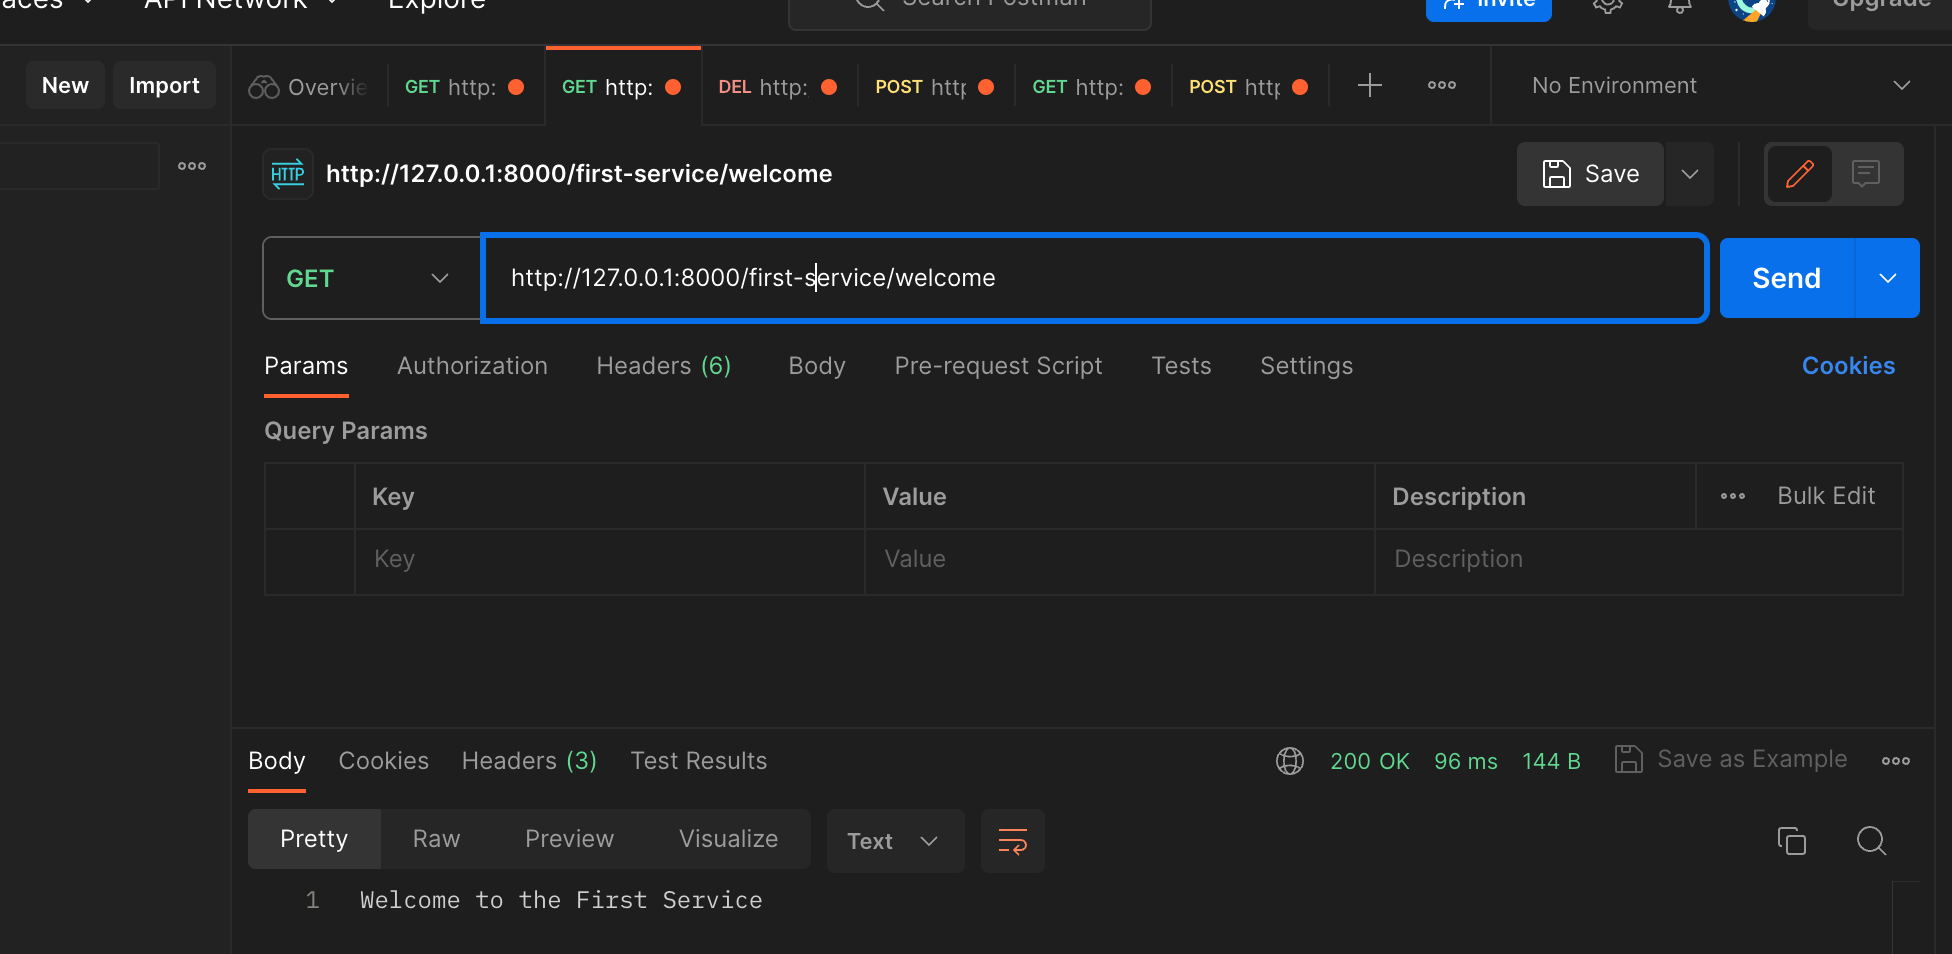 API Network
Explore
Search Postman
Invite
Upgrade
New
Import
Overvie
GET http:
GET http:
DEL http:
POST http
GET http:
POST http
No Environment
HTTP
http://127.0.0.1:8000/first-service/welcome
Save
GET
http://127.0.0.1:8000/first-service/welcome
Send
Params
Authorization
Headers (6)
Body
Pre-request Script
Tests
Settings
Cookies
Query Params
Key
Value
Description
Bulk Edit
Key
Value
Description
Body
Cookies
Headers (3)
Test Results
200 OK
96 ms
144 B
Save as Example
Pretty
Raw
Preview
Visualize
Text
1
Welcome to the First Service